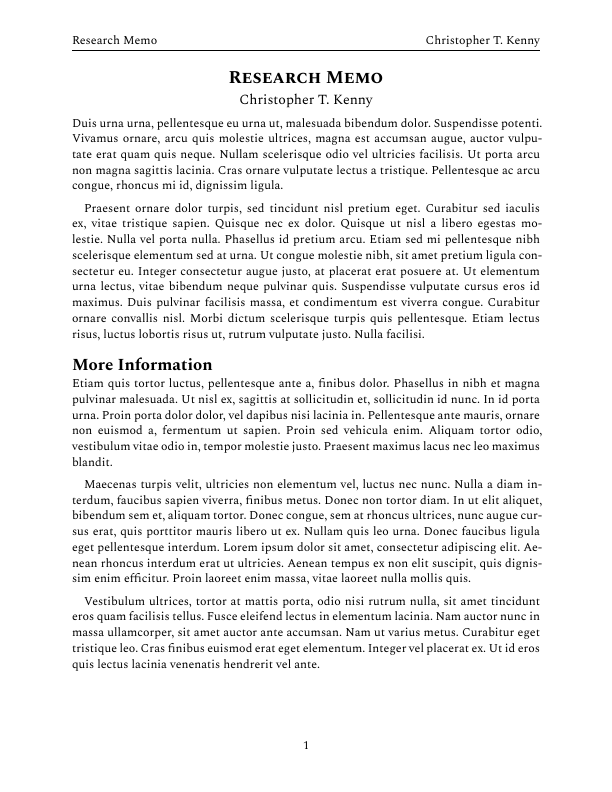 Research Memo Christopher T. Kenny
Research Memo
Christopher T. Kenny
Duis urna urna, pellentesque eu urna ut, malesuada bibendum dolor. Suspendisse potenti.
Vivamus ornare, arcu quis molestie ultrices, magna est accumsan augue, auctor vulpu-
tate erat quam quis neque. Nullam scelerisque odio vel ultricies facilisis. Ut porta arcu
non magna sagittis lacinia. Cras ornare vulputate lectus a tristique. Pellentesque ac arcu
congue, rhoncus mi id, dignissim ligula.
Praesent ornare dolor turpis, sed tincidunt nisl pretium eget. Curabitur sed iaculis
ex, vitae tristique sapien. Quisque nec ex dolor. Quisque ut nisl a libero egestas mo-
lestie. Nulla vel porta nulla. Phasellus id pretium arcu. Etiam sed mi pellentesque nibh
scelerisque elementum sed at urna. Ut congue molestie nibh, sit amet pretium ligula con-
sectetur eu. Integer consectetur augue justo, at placerat erat posuere at. Ut elementum
urna lectus, vitae bibendum neque pulvinar quis. Suspendisse vulputate cursus eros id
maximus. Duis pulvinar facilisis massa, et condimentum est viverra congue. Curabitur
ornare convallis nisl. Morbi dictum scelerisque turpis quis pellentesque. Etiam lectus
risus, luctus lobortis risus ut, rutrum vulputate justo. Nulla facilisi.
More Information
Etiam quis tortor luctus, pellentesque ante a, finibus dolor. Phasellus in nibh et magna
pulvinar malesuada. Ut nisl ex, sagittis at sollicitudin et, sollicitudin id nunc. In id porta
urna. Proin porta dolor dolor, vel dapibus nisi lacinia in. Pellentesque ante mauris, ornare
non euismod a, fermentum ut sapien. Proin sed vehicula enim. Aliquam tortor odio,
vestibulum vitae odio in, tempor molestie justo. Praesent maximus lacus nec leo maximus
blandit.
Maecenas turpis velit, ultricies non elementum vel, luctus nec nunc. Nulla a diam in-
terdum, faucibus sapien viverra, finibus metus. Donec non tortor diam. In ut elit aliquet,
bibendum sem et, aliquam tortor. Donec congue, sem at rhoncus ultrices, nunc augue cur-
sus erat, quis porttitor mauris libero ut ex. Nullam quis leo urna. Donec faucibus ligula
eget pellentesque interdum. Lorem ipsum dolor sit amet, consectetur adipiscing elit. Ae-
nean rhoncus interdum erat ut ultricies. Aenean tempus ex non elit suscipit, quis dignis-
sim enim efficitur. Proin laoreet enim massa, vitae laoreet nulla mollis quis.
Vestibulum ultrices, tortor at mattis porta, odio nisi rutrum nulla, sit amet tincidunt
eros quam facilisis tellus. Fusce eleifend lectus in elementum lacinia. Nam auctor nunc in
massa ullamcorper, sit amet auctor ante accumsan. Nam ut varius metus. Curabitur eget
tristique leo. Cras finibus euismod erat eget elementum. Integer vel placerat ex. Ut id eros
quis lectus lacinia venenatis hendrerit vel ante.
1